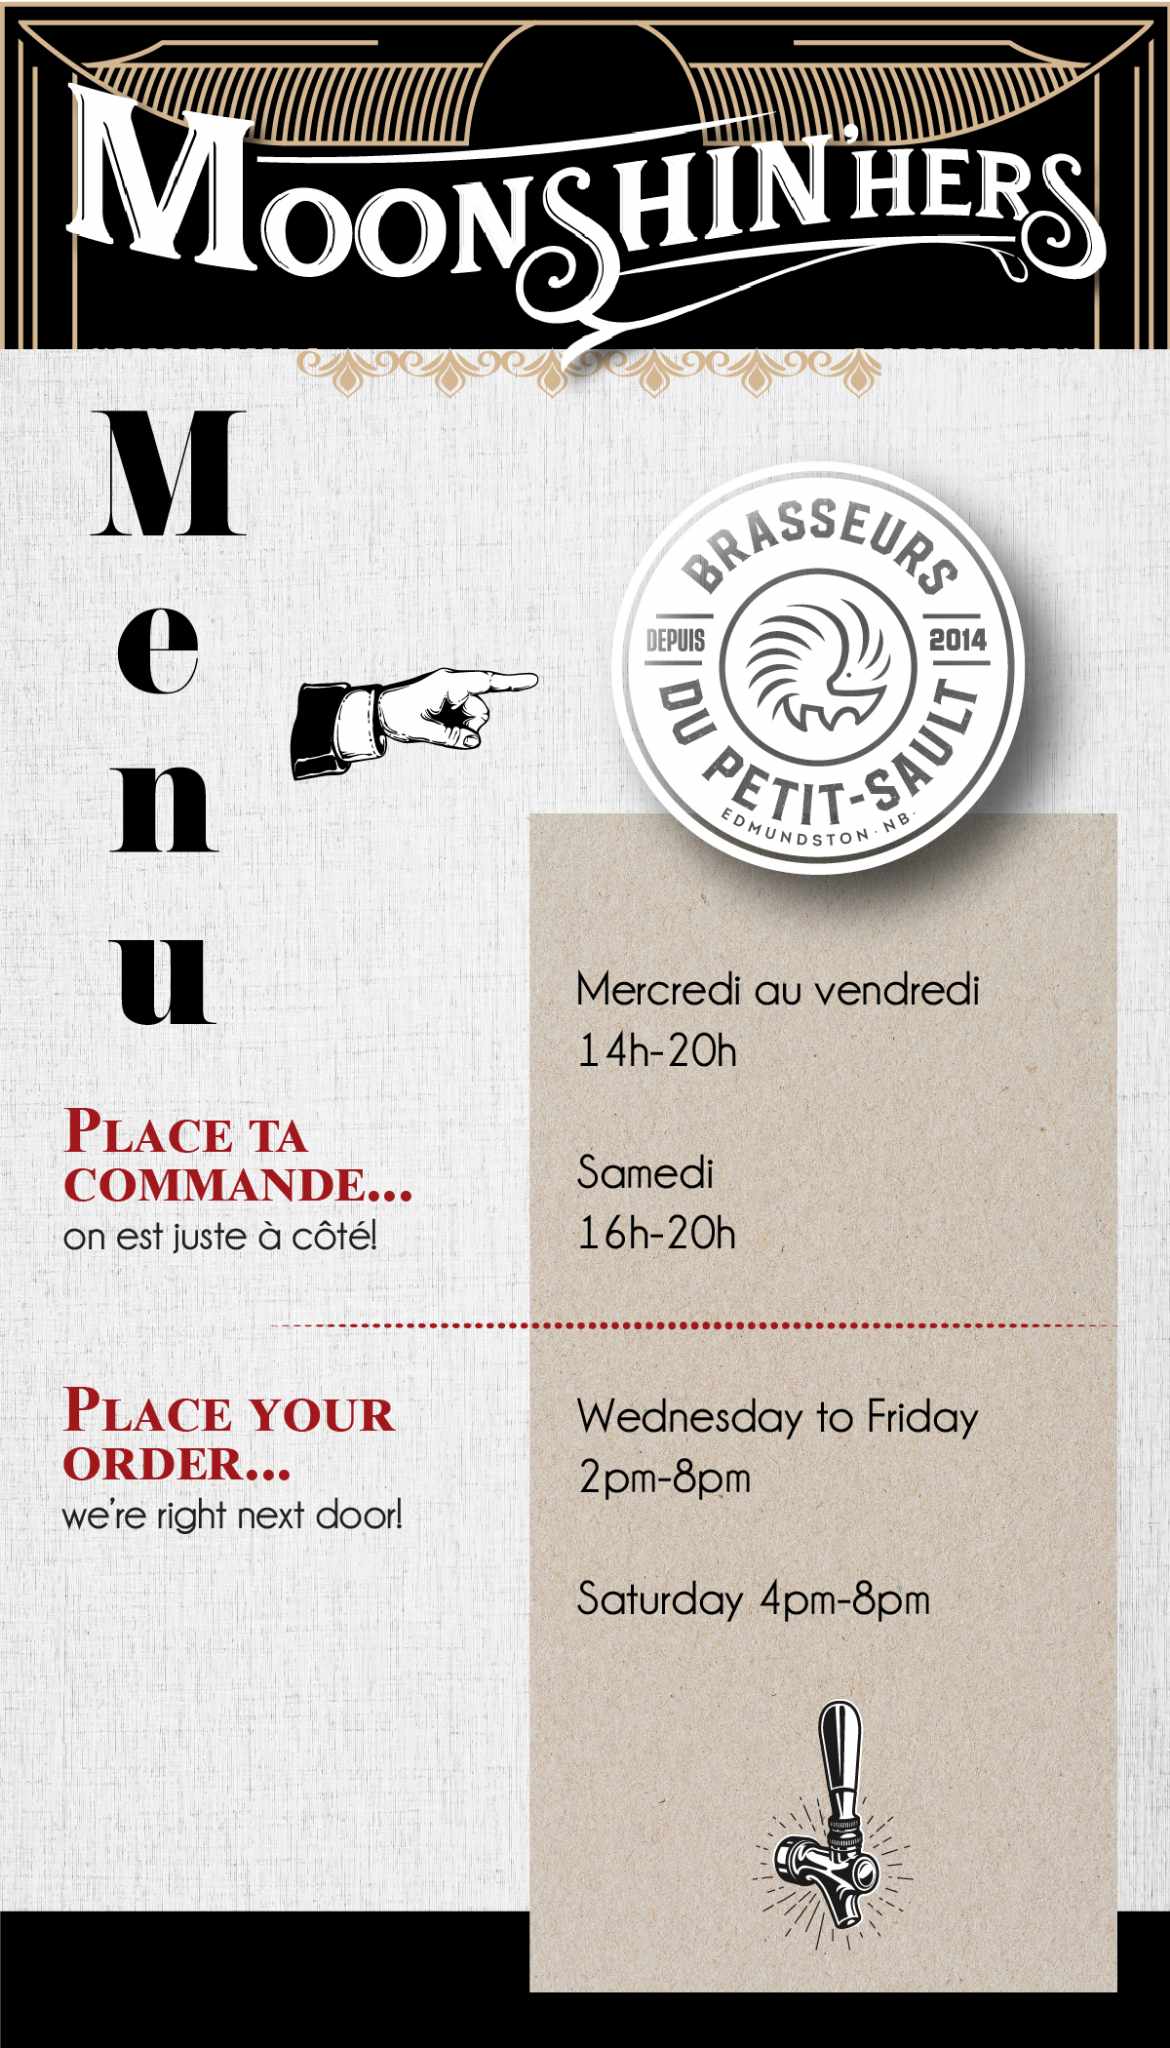 MOONSHIN'HERS
Menu
BRASSEURS
DEPUIS 2014
DU PETIT-SAULT
EDMUNDSTON · NB.
Mercredi au vendredi
14h-20h
Samedi
16h-20h
PLACE TA
COMMANDE...
on est juste à côté!
Wednesday to Friday
2pm-8pm
Saturday 4pm-8pm
PLACE YOUR
ORDER...
we're right next door!